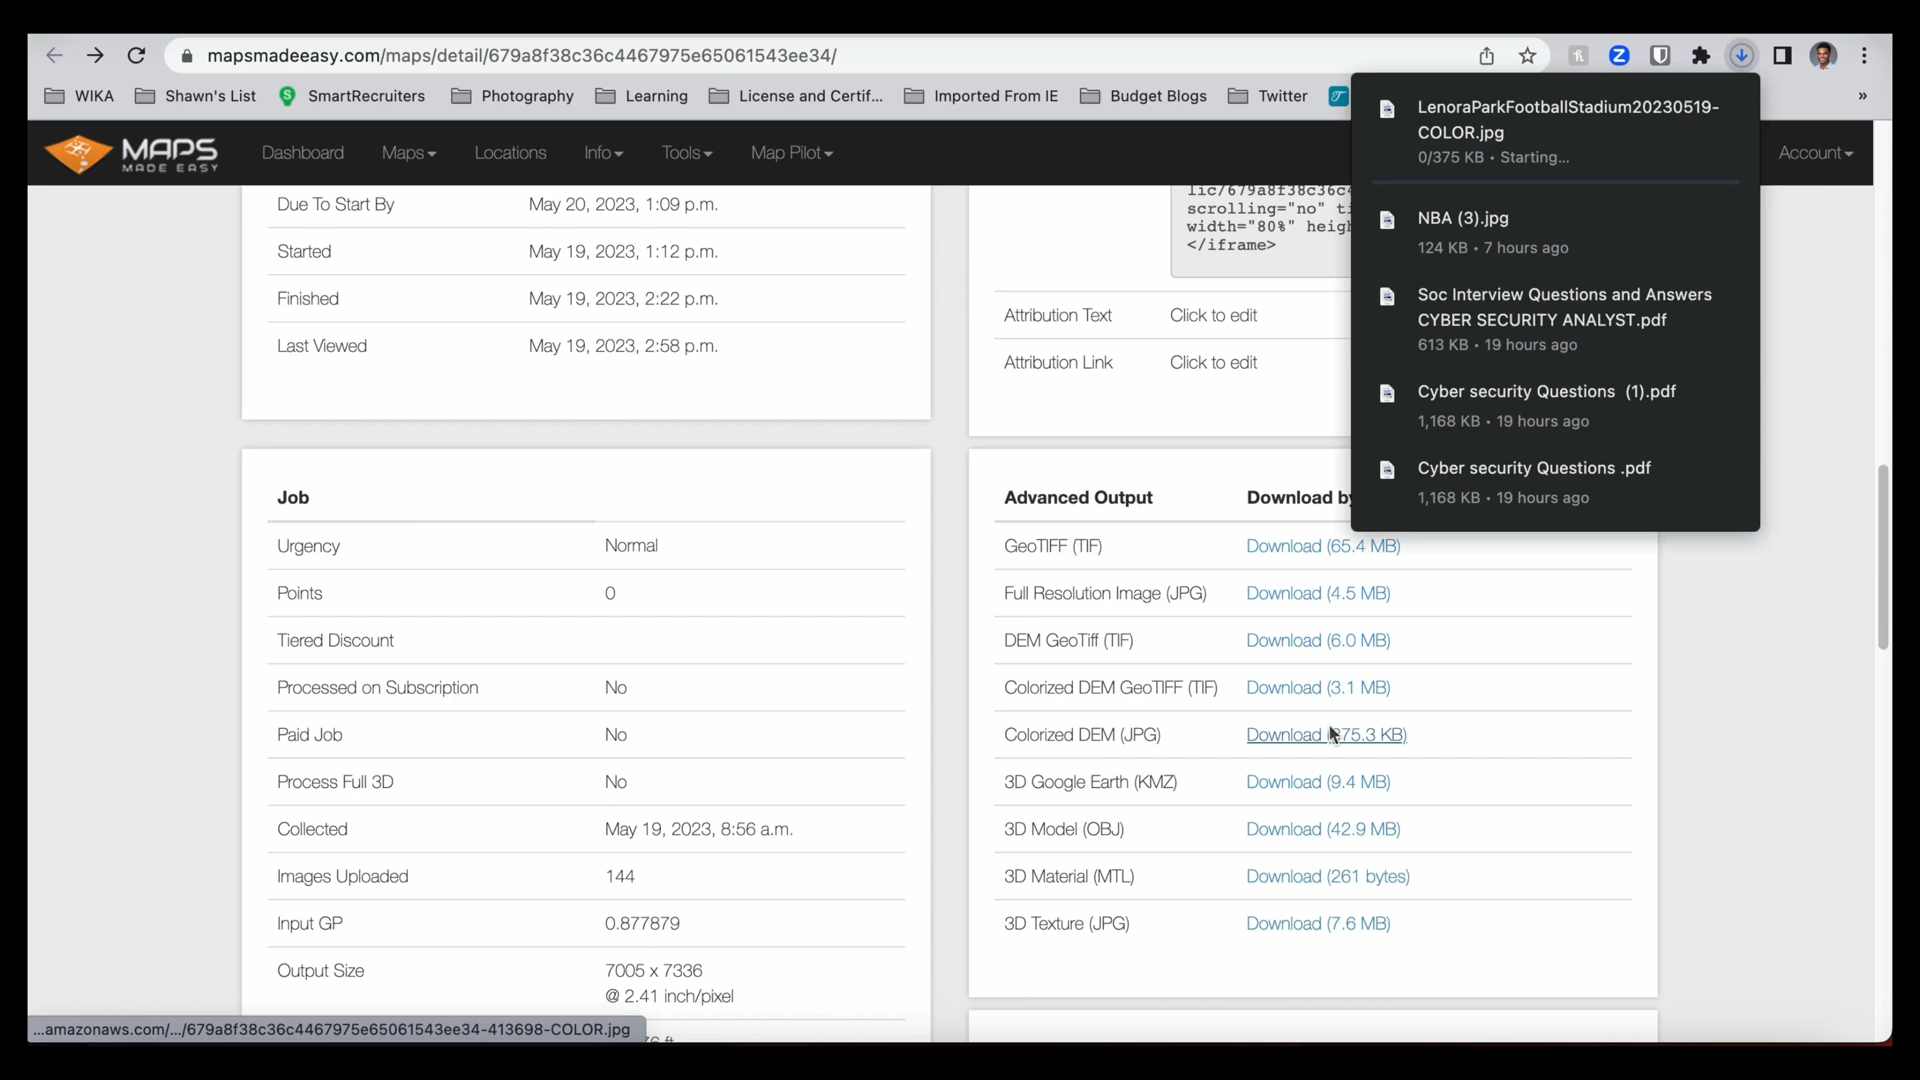 mapsmadeeasy.com/maps/detail/679a8f38c36c4467975e65061543ee34/
WIKA Shawn's List SmartRecruiters Photography Learning License and Certif... Imported From IE Budget Blogs Twitter »
MAPS
MADE EASY
Dashboard Maps Locations Info Tools Map Pilot Account
LenoraParkFootballStadium20230519-
COLOR.jpg
0/375 KB • Starting...
NBA (3).jpg
124 KB • 7 hours ago
Soc Interview Questions and Answers
CYBER SECURITY ANALYST.pdf
613 KB • 19 hours ago
Cyber security Questions (1).pdf
1,168 KB • 19 hours ago
Cyber security Questions .pdf
1,168 KB • 19 hours ago
Due To Start By May 20, 2023, 1:09 p.m.
Started May 19, 2023, 1:12 p.m.
Finished May 19, 2023, 2:22 p.m.
Last Viewed May 19, 2023, 2:58 p.m.
lic/679a8f38c36c4
scrolling="no" ti
width="80%" heigh
</iframe>
Attribution Text Click to edit
Attribution Link Click to edit
Job
Urgency Normal
Points 0
Tiered Discount
Processed on Subscription No
Paid Job No
Process Full 3D No
Collected May 19, 2023, 8:56 a.m.
Images Uploaded 144
Input GP 0.877879
Output Size 7005 x 7336
@ 2.41 inch/pixel
Advanced Output Download by
GeoTIFF (TIF) Download (65.4 MB)
Full Resolution Image (JPG) Download (4.5 MB)
DEM GeoTiff (TIF) Download (6.0 MB)
Colorized DEM GeoTIFF (TIF) Download (3.1 MB)
Colorized DEM (JPG) Download (375.3 KB)
3D Google Earth (KMZ) Download (9.4 MB)
3D Model (OBJ) Download (42.9 MB)
3D Material (MTL) Download (261 bytes)
3D Texture (JPG) Download (7.6 MB)
...amazonaws.com/.../679a8f38c36c4467975e65061543ee34-413698-COLOR.jpg